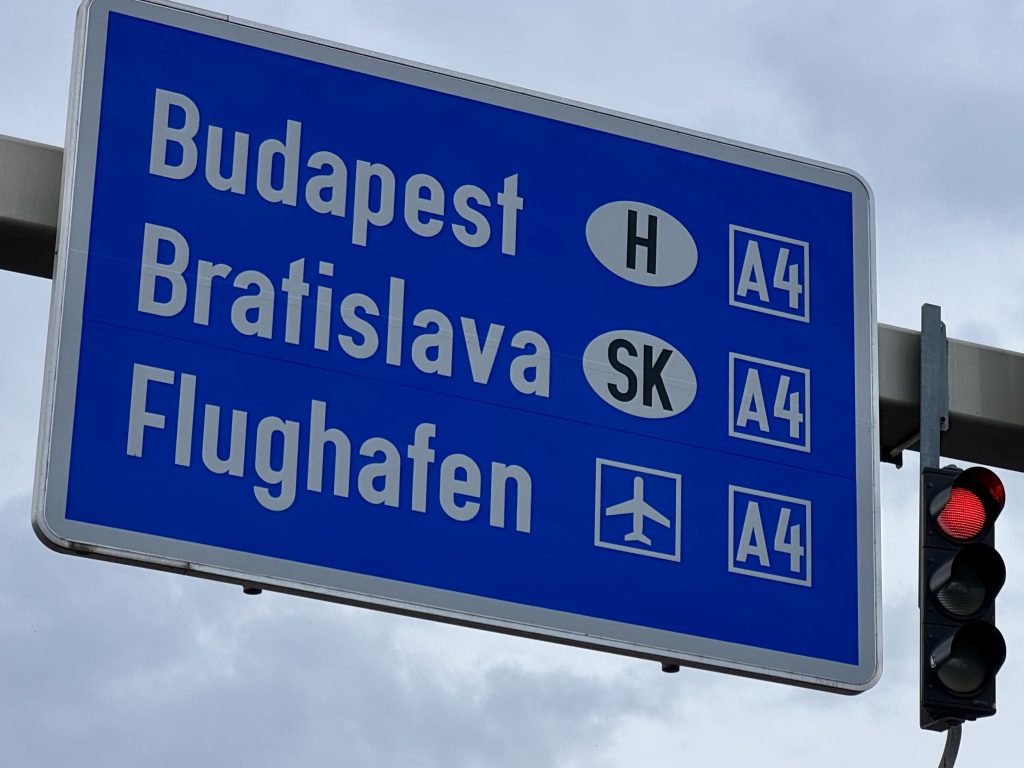 Budapest H A4
Bratislava SK A4
Flughafen A4